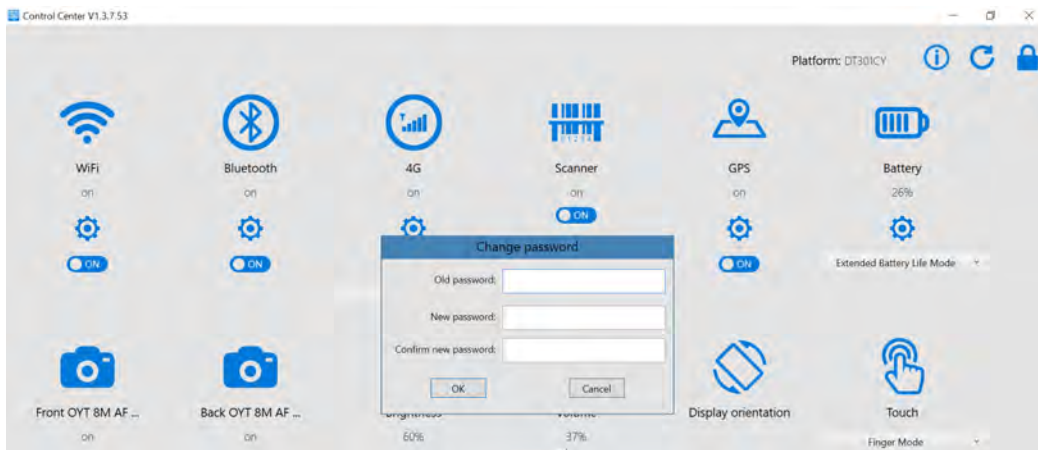 Control Center V1.3.7.53
Platform: DT301CY
WiFi
Bluetooth
4G
Scanner
GPS
Battery
on
on
on
on
on
26%
ON
Change password
ON
ON
ON
Extended Battery Life Mode
Old password:
New password:
Confirm new password:
OK
Cancel
Front OYT 8M AF ...
Back OYT 8M AF ...
Brightness
Volume
Display orientation
Touch
on
on
60%
37%
Finger Mode